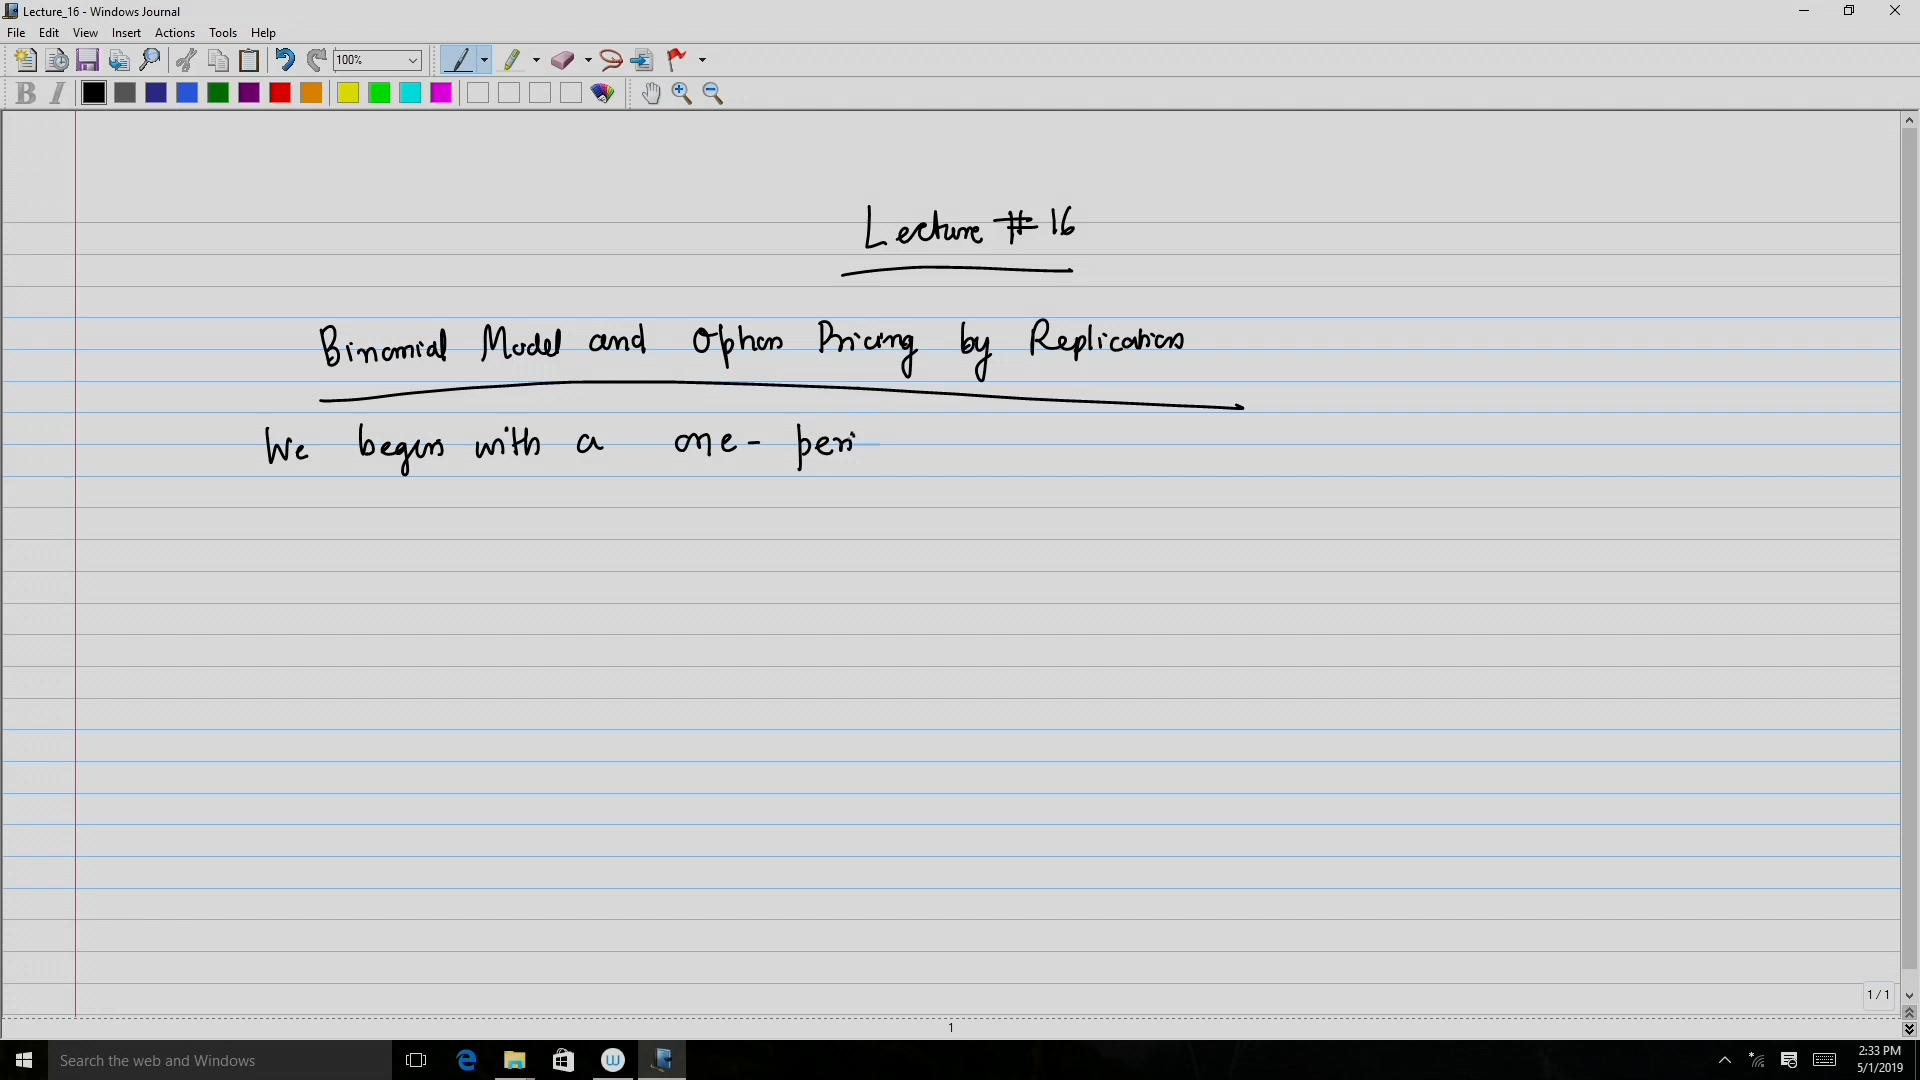 Lecture_16 - Windows Journal
File Edit View Insert Actions Tools Help
100%
B I
Lecture # 16
Binomial Model and Option Pricing by Replication
We begin with a one- peri
1 / 1
1
Search the web and Windows
2:33 PM
5/1/2019